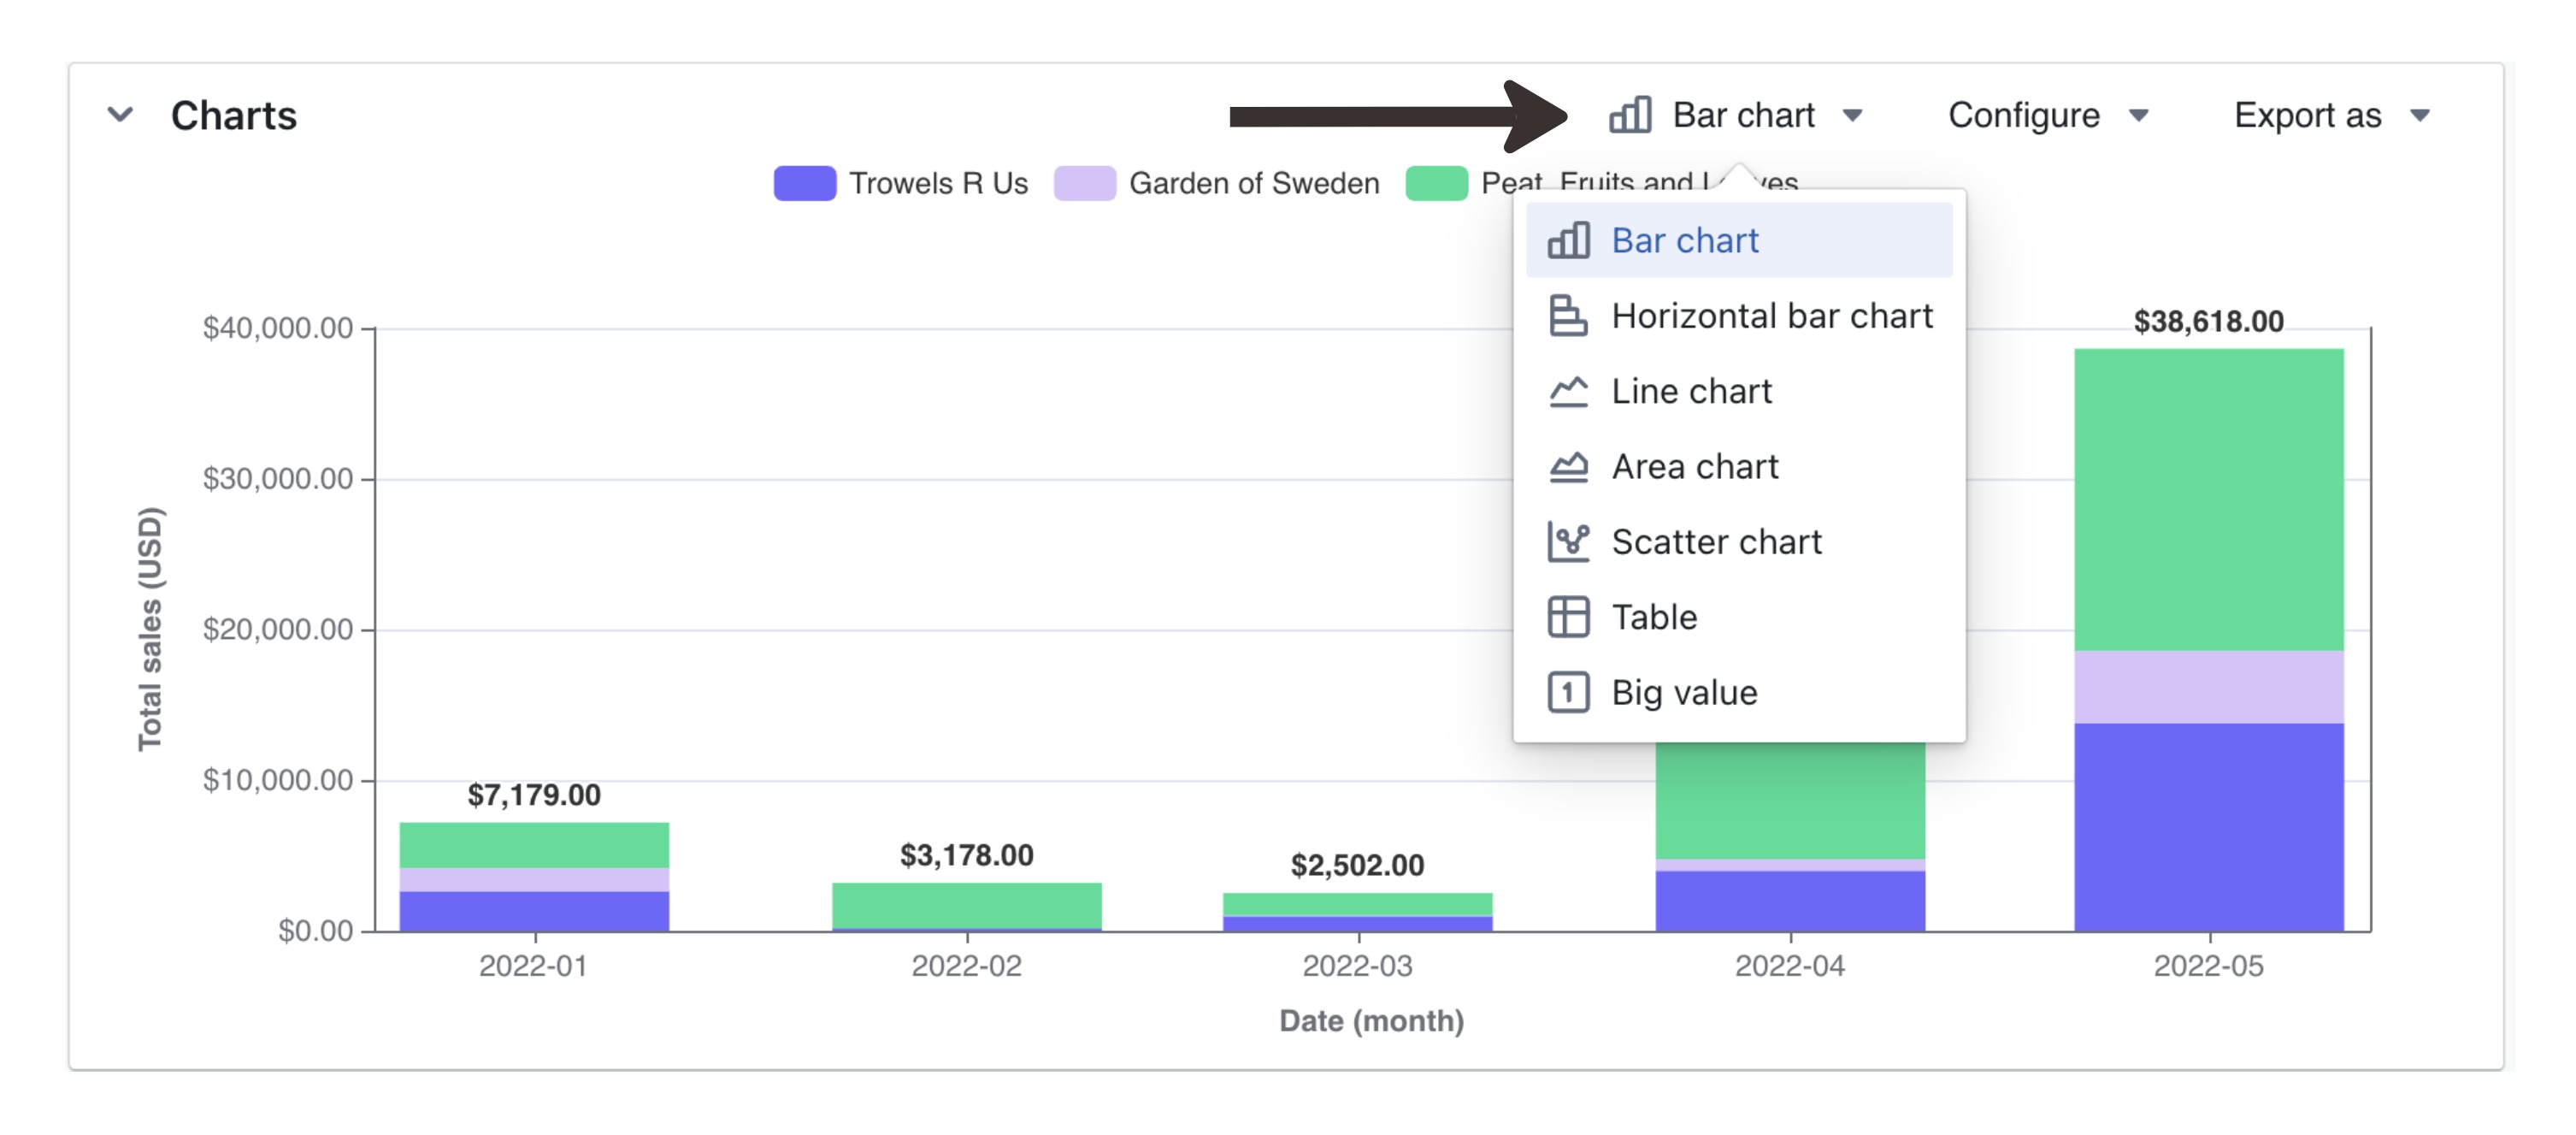 Charts
Bar chart
Configure
Export as
Trowels R Us
Garden of Sweden
Peat, Fruits and
Bar chart
Horizontal bar chart
Line chart
Area chart
Scatter chart
Table
Big value
Total sales (USD)
$40,000.00
$30,000.00
$20,000.00
$10,000.00
$0.00
$7,179.00
$3,178.00
$2,502.00
$38,618.00
2022-01
2022-02
2022-03
2022-04
2022-05
Date (month)